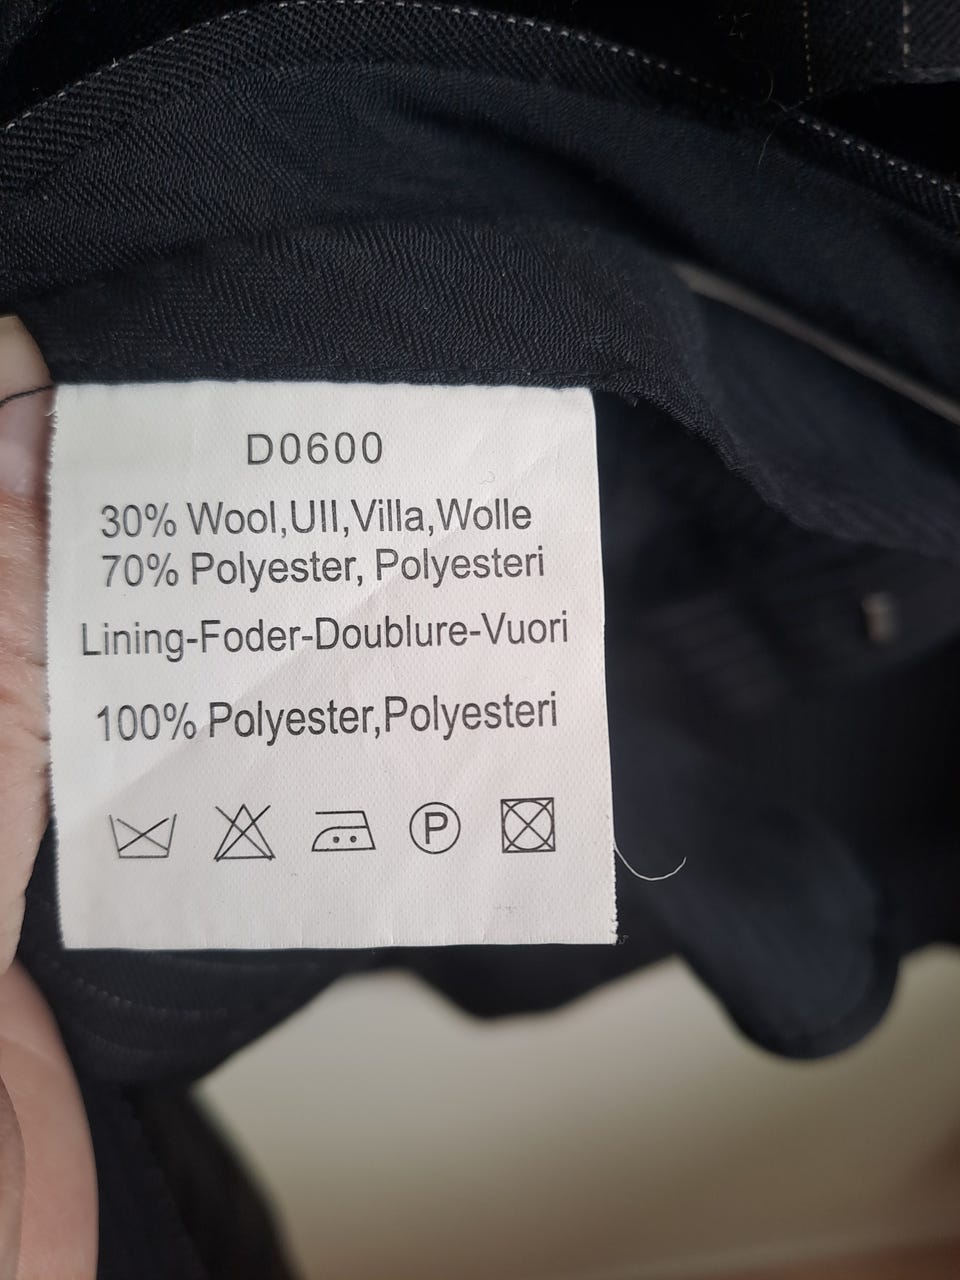 D0600
30% Wool,Ull,Villa,Wolle
70% Polyester, Polyesteri
Lining-Foder-Doublure-Vuori
100% Polyester,Polyesteri
P